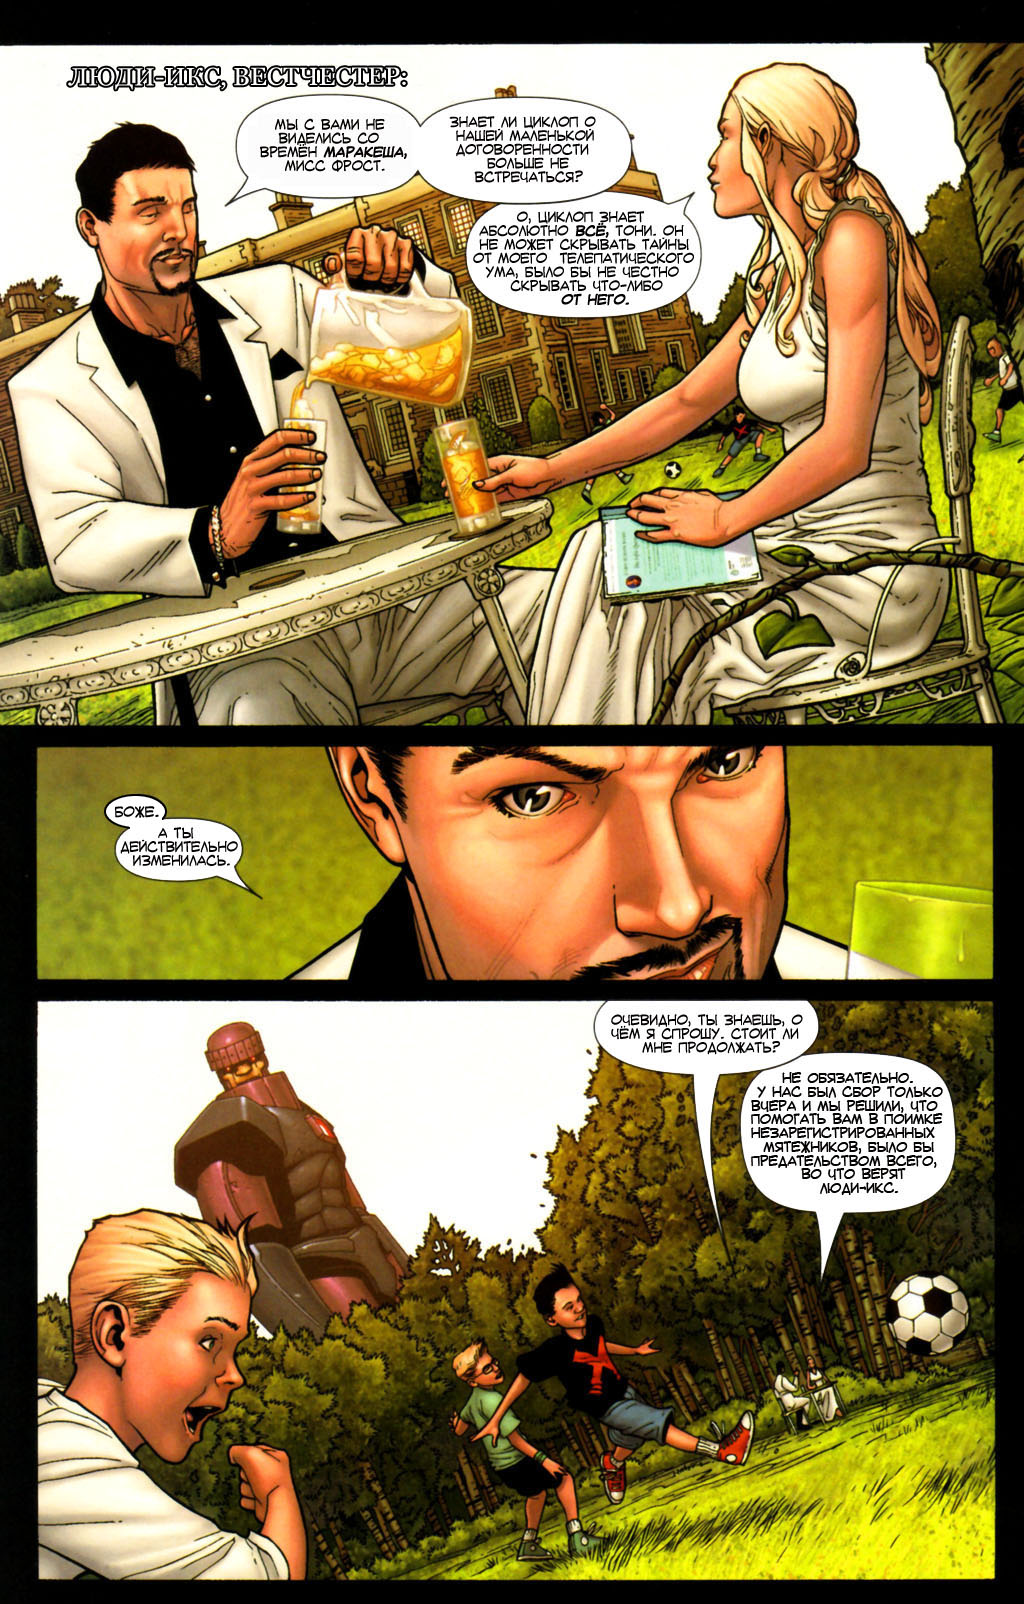 ЛЮДИ-ИКС, ВЕСТЧЕСТЕР:
МЫ С ВАМИ НЕ
ВИДЕЛИСЬ СО
ВРЕМЁН МАРАКЕША,
МИСС ФРОСТ.
ЗНАЕТ ЛИ ЦИКЛОП О
НАШЕЙ МАЛЕНЬКОЙ
ДОГОВОРЕННОСТИ
БОЛЬШЕ НЕ
ВСТРЕЧАТЬСЯ?
О, ЦИКЛОП ЗНАЕТ
АБСОЛЮТНО ВСЁ, ТОНИ. ОН
НЕ МОЖЕТ СКРЫВАТЬ ТАЙНЫ
ОТ МОЕГО ТЕЛЕПАТИЧЕСКОГО
УМА, БЫЛО БЫ НЕ ЧЕСТНО
СКРЫВАТЬ ЧТО-ЛИБО
ОТ НЕГО.
БОЖЕ.
А ТЫ
ДЕЙСТВИТЕЛЬНО
ИЗМЕНИЛАСЬ.
ОЧЕВИДНО, ТЫ ЗНАЕШЬ, О
ЧЁМ Я СПРОШУ. СТОИТ ЛИ
МНЕ ПРОДОЛЖАТЬ?
НЕ ОБЯЗАТЕЛЬНО.
У НАС БЫЛ СБОР ТОЛЬКО
ВЧЕРА И МЫ РЕШИЛИ, ЧТО
ПОМОГАТЬ ВАМ В ПОИМКЕ
НЕЗАРЕГИСТРИРОВАННЫХ
МЯТЕЖНИКОВ, БЫЛО БЫ
ПРЕДАТЕЛЬСТВОМ ВСЕГО,
ВО ЧТО ВЕРЯТ
ЛЮДИ-ИКС.